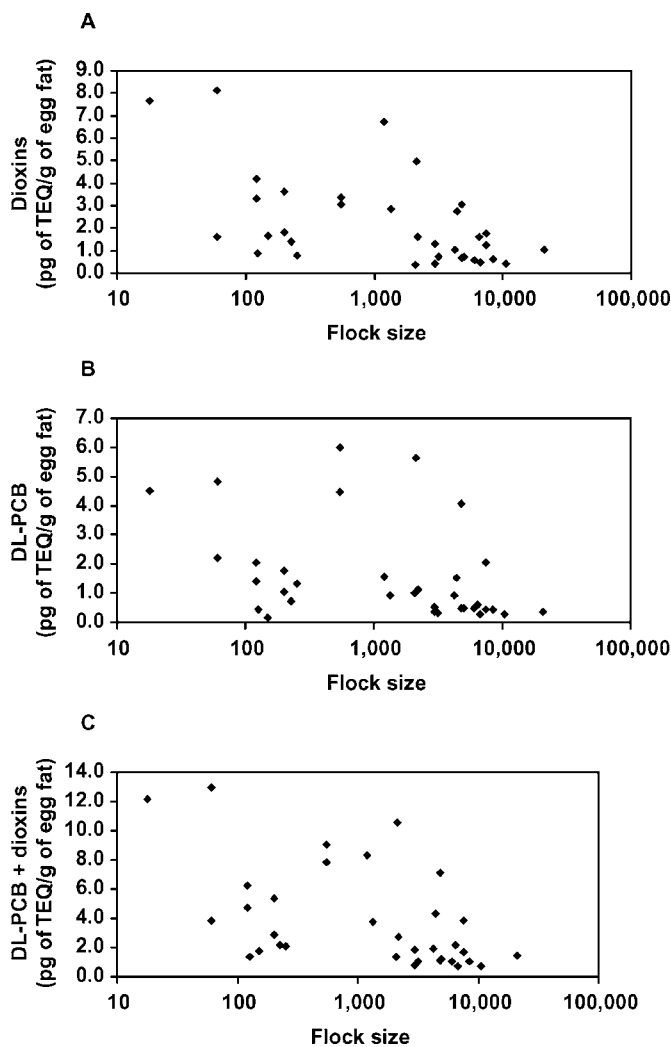 A
Dioxins
(pg of TEQ/g of egg fat)
9.0
8.0
7.0
6.0
5.0
4.0
3.0
2.0
1.0
0.0
10 100 1,000 10,000 100,000
Flock size
B
DL-PCB
(pg of TEQ/g of egg fat)
7.0
6.0
5.0
4.0
3.0
2.0
1.0
0.0
10 100 1,000 10,000 100,000
Flock size
C
DL-PCB + dioxins
(pg of TEQ/g of egg fat)
14.0
12.0
10.0
8.0
6.0
4.0
2.0
0.0
10 100 1,000 10,000 100,000
Flock size